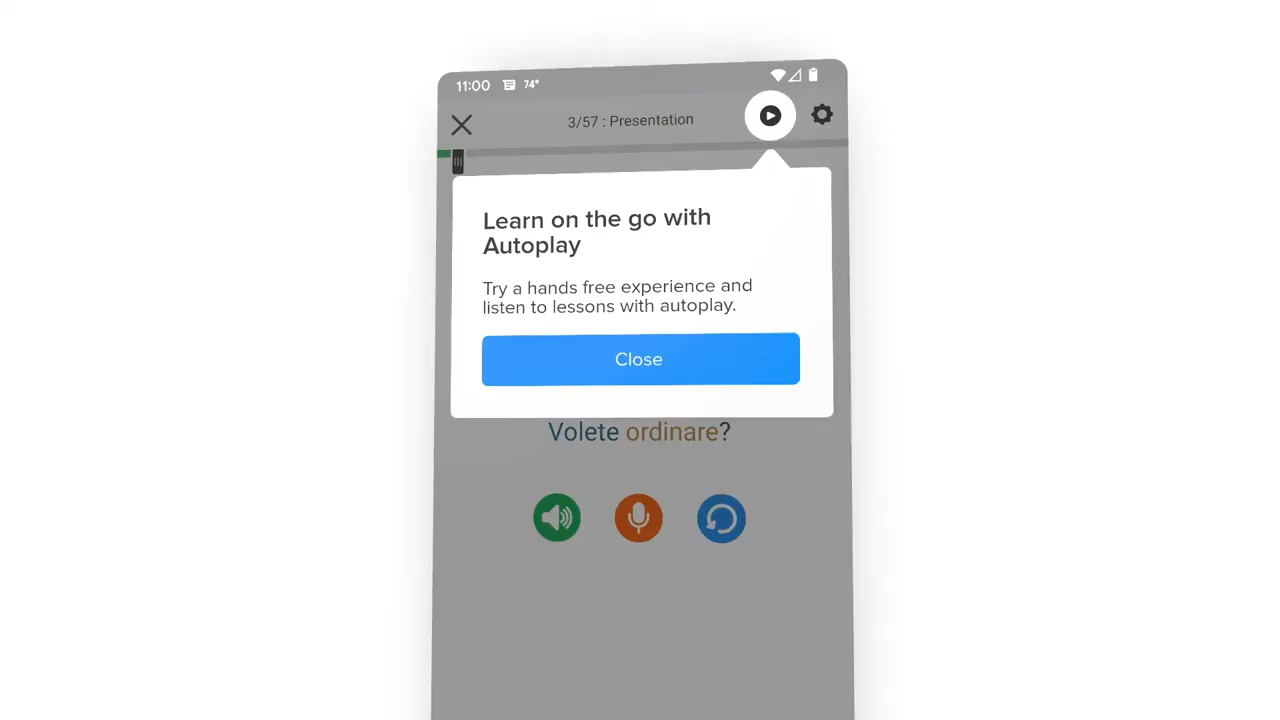 11:00 74°
3/57 : Presentation
Learn on the go with
Autoplay
Try a hands free experience and
listen to lessons with autoplay.
Close
Volete ordinare?